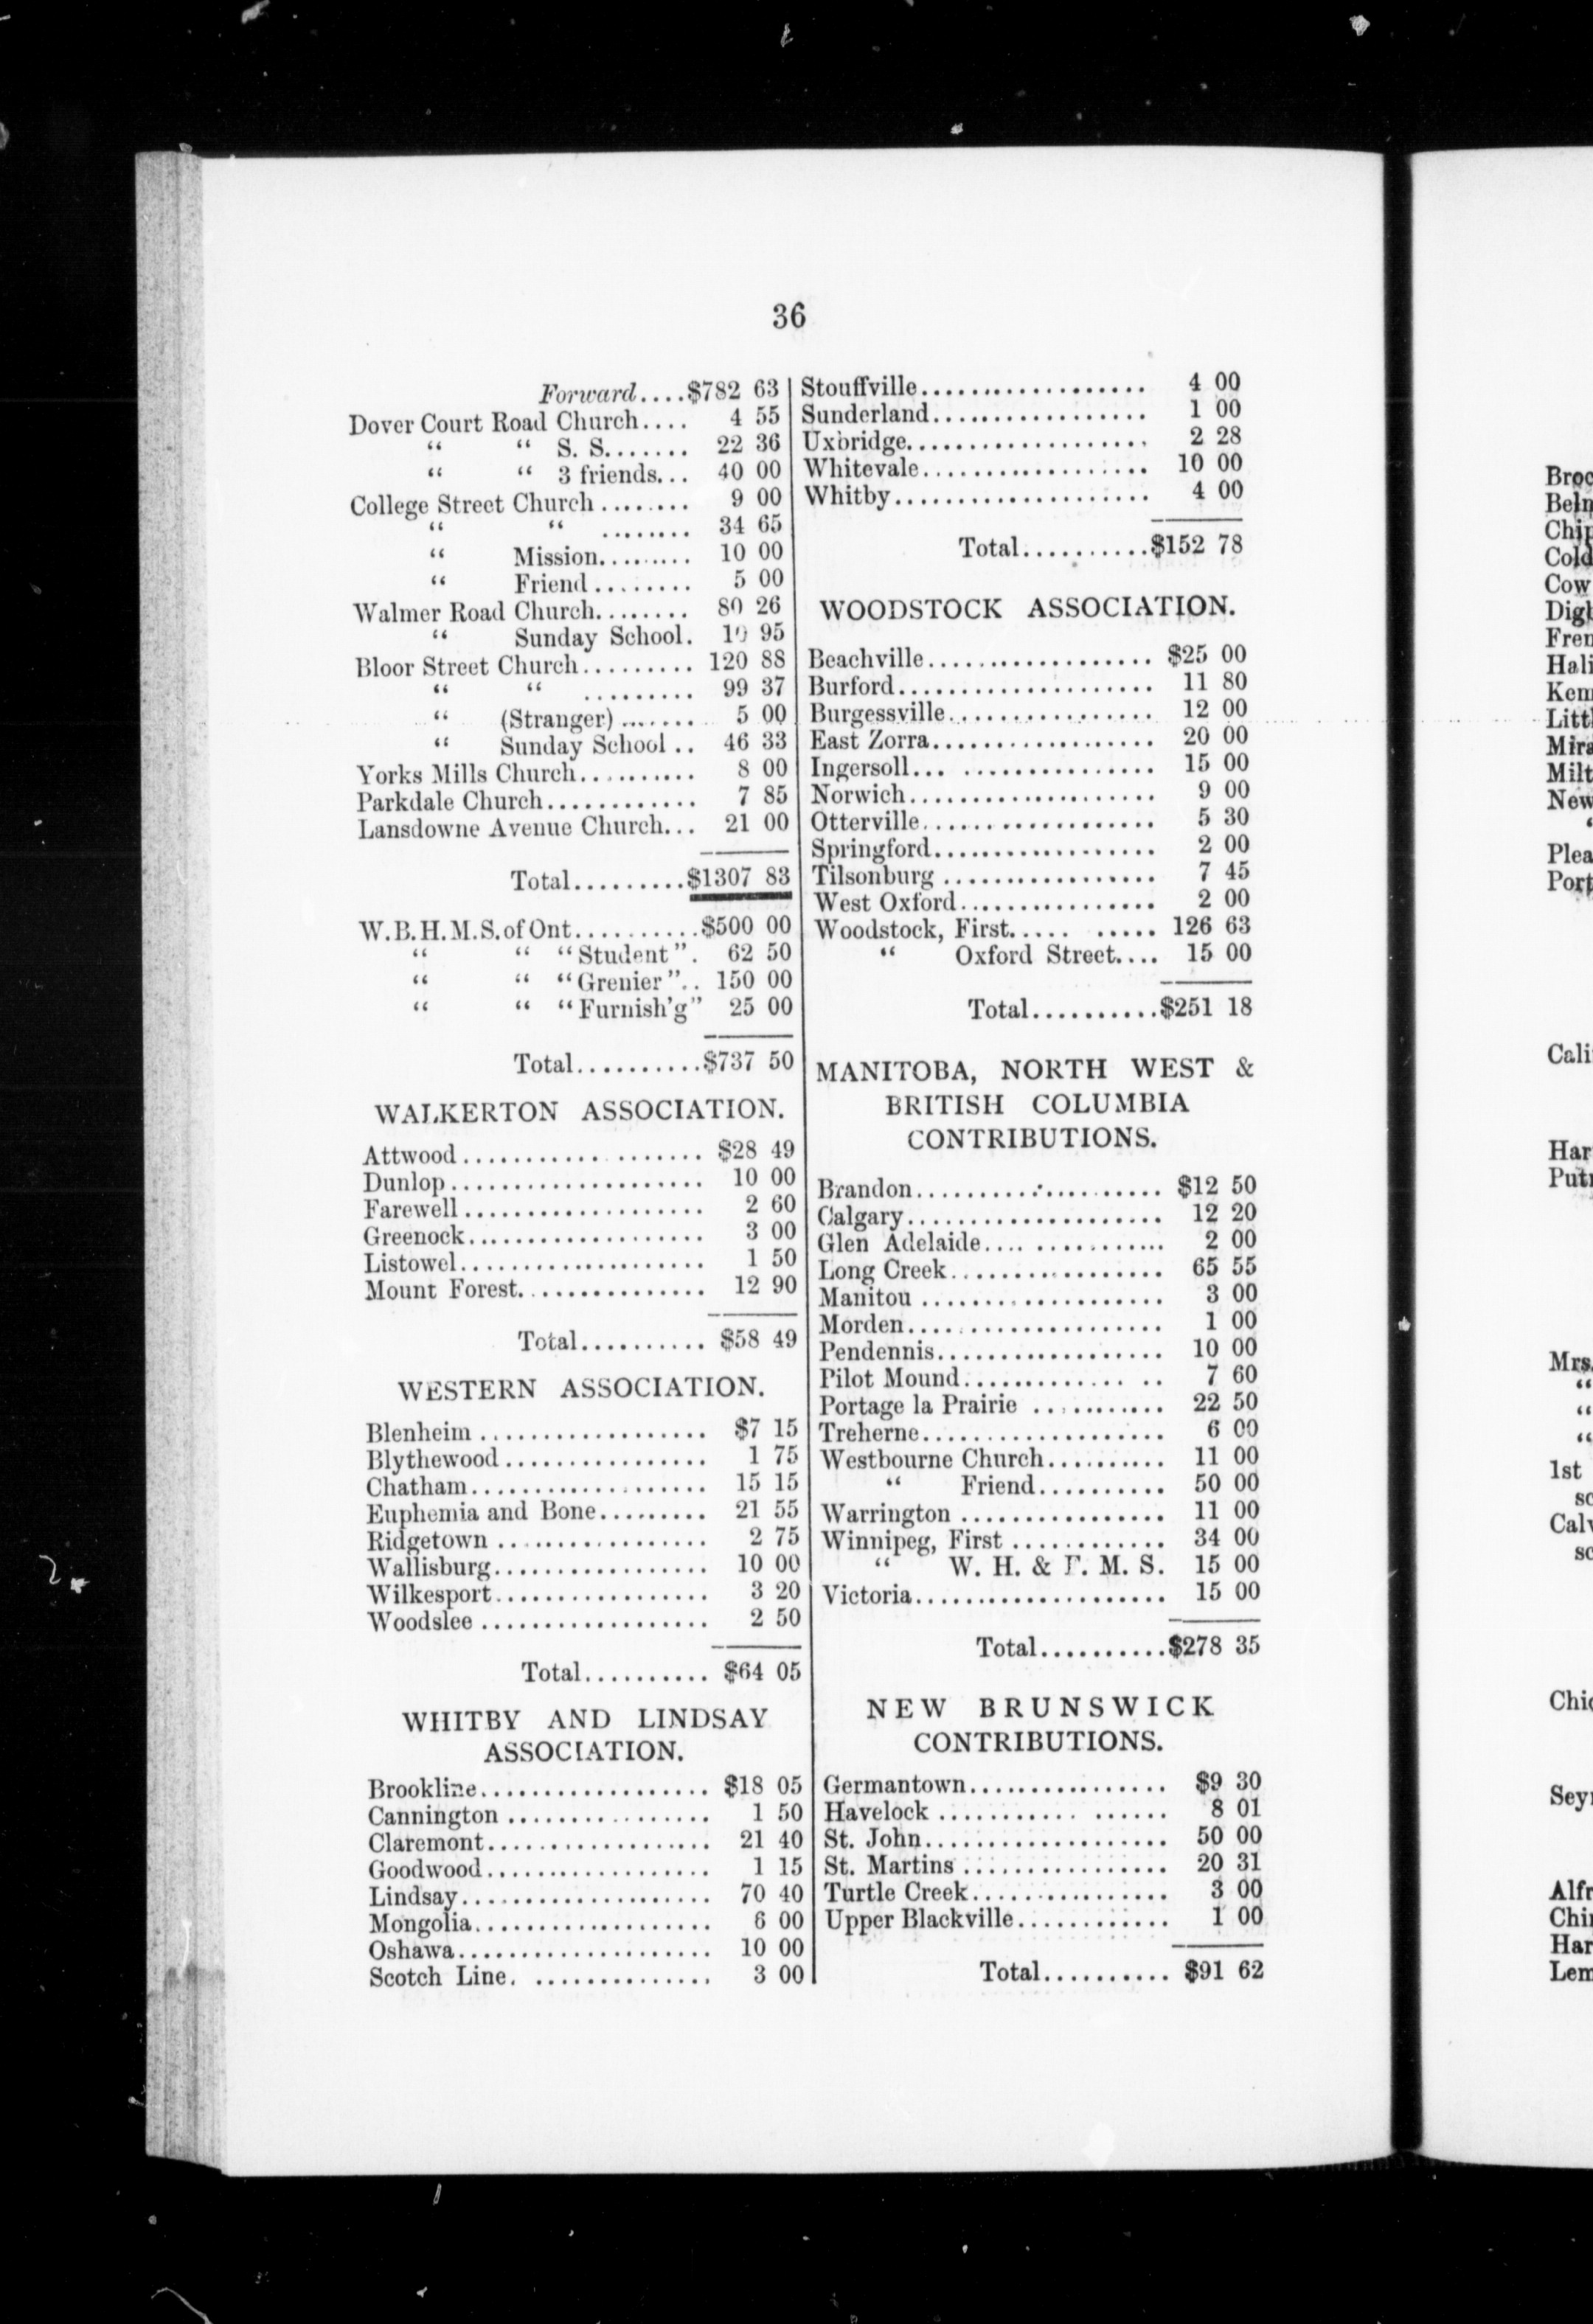 36
Forward....$782 63
Dover Court Road Church.... 4 55
“ “ S. S....... 22 36
“ “ 3 friends... 40 00
College Street Church ........ 9 00
“ “ ........ 34 65
“ Mission......... 10 00
“ Friend ........ 5 00
Walmer Road Church........ 80 26
“ Sunday School. 10 95
Bloor Street Church......... 120 88
“ “ ......... 99 37
“ (Stranger) ....... 5 00
“ Sunday School .. 46 33
Yorks Mills Church.......... 8 00
Parkdale Church............ 7 85
Lansdowne Avenue Church... 21 00
Total.........$1307 83
W.B.H.M.S. of Ont..........$500 00
“ “ “Student”. 62 50
“ “ “Grenier”.. 150 00
“ “ “Furnish'g” 25 00
Total..........$737 50
WALKERTON ASSOCIATION.
Attwood................... $28 49
Dunlop.................... 10 00
Farewell................... 2 60
Greenock................... 3 00
Listowel.................... 1 50
Mount Forest............... 12 90
Total.......... $58 49
WESTERN ASSOCIATION.
Blenheim .................. $7 15
Blythewood................ 1 75
Chatham................... 15 15
Euphemia and Bone......... 21 55
Ridgetown ................. 2 75
Wallisburg................. 10 00
Wilkesport................. 3 20
Woodslee .................. 2 50
Total.......... $64 05
WHITBY AND LINDSAY
ASSOCIATION.
Brookline.................. $18 05
Cannington ................ 1 50
Claremont.................. 21 40
Goodwood.................. 1 15
Lindsay.................... 70 40
Mongolia................... 6 00
Oshawa.................... 10 00
Scotch Line. .............. 3 00
Stouffville.................. 4 00
Sunderland................. 1 00
Uxbridge................... 2 28
Whitevale.................. 10 00
Whitby.................... 4 00
Total..........$152 78
WOODSTOCK ASSOCIATION.
Beachville.................. $25 00
Burford.................... 11 80
Burgessville................ 12 00
East Zorra.................. 20 00
Ingersoll... ............... 15 00
Norwich.................... 9 00
Otterville................... 5 30
Springford.................. 2 00
Tilsonburg ................. 7 45
West Oxford................ 2 00
Woodstock, First..... ..... 126 63
“ Oxford Street.... 15 00
Total..........$251 18
MANITOBA, NORTH WEST &
BRITISH COLUMBIA
CONTRIBUTIONS.
Brandon.................... $12 50
Calgary.................... 12 20
Glen Adelaide.... .......... 2 00
Long Creek................. 65 55
Manitou ................... 3 00
Morden.................... 1 00
Pendennis.................. 10 00
Pilot Mound............. .. 7 60
Portage la Prairie ........... 22 50
Treherne................... 6 00
Westbourne Church.......... 11 00
“ Friend.......... 50 00
Warrington ................ 11 00
Winnipeg, First ............ 34 00
“ W. H. & F. M. S. 15 00
Victoria.................... 15 00
Total..........$278 35
NEW BRUNSWICK
CONTRIBUTIONS.
Germantown................ $9 30
Havelock ........... ...... 8 01
St. John................... 50 00
St. Martins ................ 20 31
Turtle Creek................ 3 00
Upper Blackville............ 1 00
Total.......... $91 62